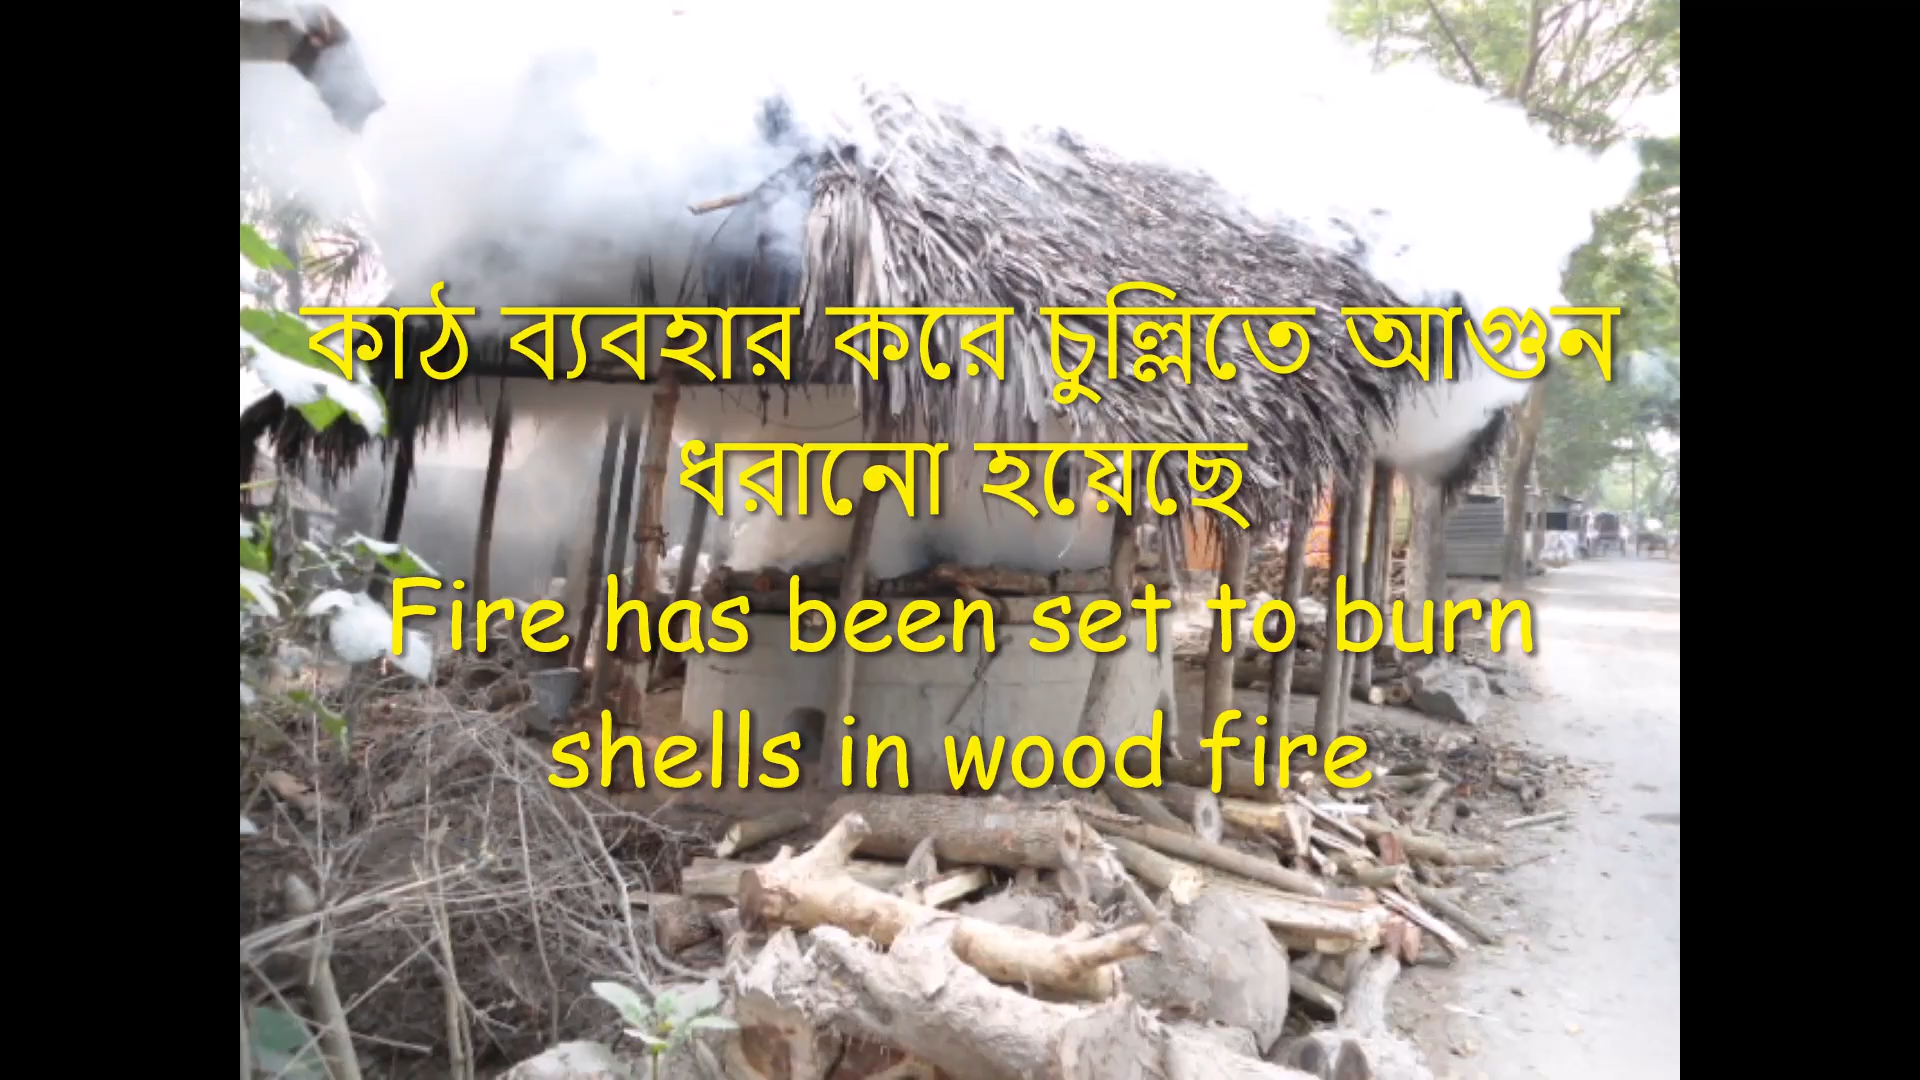 কাঠ ব্যবহার করে চুল্লিতে আগুন
ধরানো হয়েছে
Fire has been set to burn
shells in wood fire